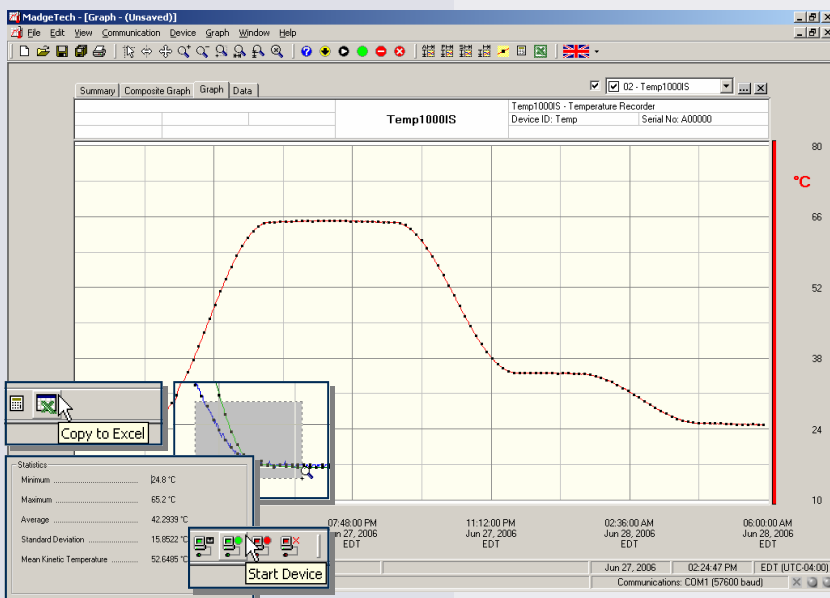 MadgeTech - [Graph - (Unsaved)]
File Edit View Communication Device Graph Window Help
Summary Composite Graph Graph Data
02 - Temp1000IS
...
Temp1000IS
Temp1000IS - Temperature Recorder
Device ID: Temp Serial No: A00000
80
°C
66
52
38
24
10
Copy to Excel
Statistics
Minimum 24.8 °C
Maximum 65.2 °C
Average 42.2939 °C
Standard Deviation 15.8522 °C
Mean Kinetic Temperature 52.6485 °C
Start Device
07:48:00 PM
Jun 27, 2006
EDT
11:12:00 PM
Jun 27, 2006
EDT
02:36:00 AM
Jun 28, 2006
EDT
06:00:00 AM
Jun 28, 2006
EDT
Jun 27, 2006 02:24:47 PM EDT (UTC-04:00)
Communications: COM1 (57600 baud)